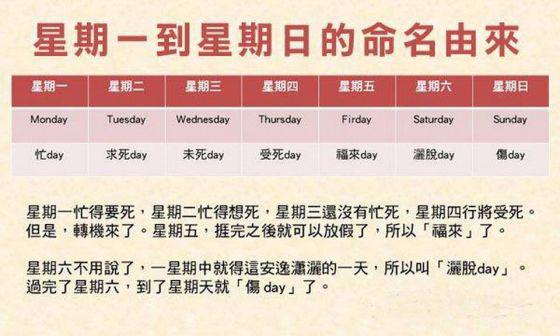 星期一到星期日的命名由來
星期一 星期二 星期三 星期四 星期五 星期六 星期日
Monday Tuesday Wednesday Thursday Firday Saturday Sunday
忙day 求死day 未死day 受死day 福來day 灑脫day 傷day
星期一忙得要死，星期二忙得想死，星期三還沒有忙死，星期四行將受死。
但是，轉機來了。星期五，捱完之後就可以放假了，所以「福來」了。
星期六不用說了，一星期中就得這安逸瀟灑的一天，所以叫「灑脫day」。
過完了星期六，到了星期天就「傷 day」了。